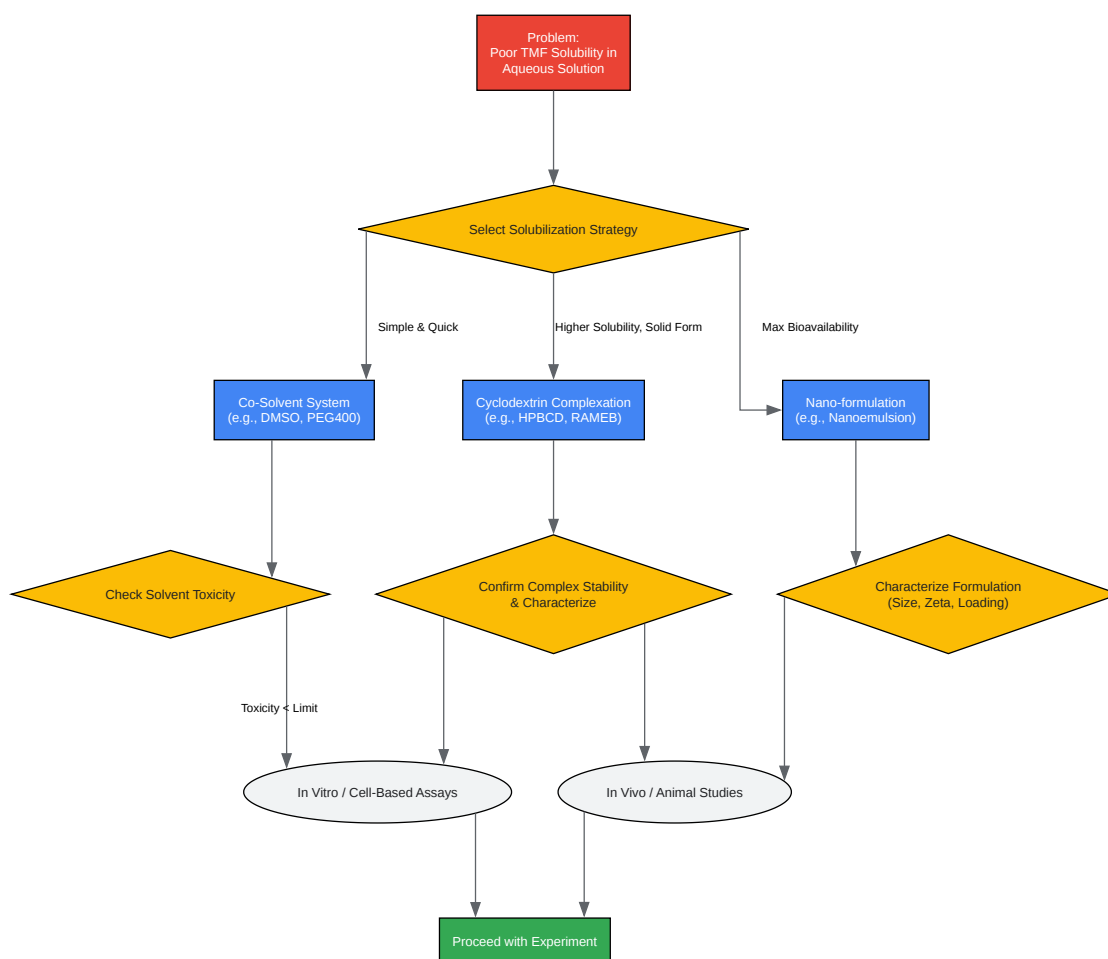 Problem:
Poor TMF Solubility in
Aqueous Solution
Select Solubilization Strategy
Simple & Quick
Higher Solubility, Solid Form
Max Bioavailability
Co-Solvent System
(e.g., DMSO, PEG400)
Cyclodextrin Complexation
(e.g., HPBCD, RAMEB)
Nano-formulation
(e.g., Nanoemulsion)
Check Solvent Toxicity
Confirm Complex Stability
& Characterize
Characterize Formulation
(Size, Zeta, Loading)
Toxicity < Limit
In Vitro / Cell-Based Assays
In Vivo / Animal Studies
Proceed with Experiment